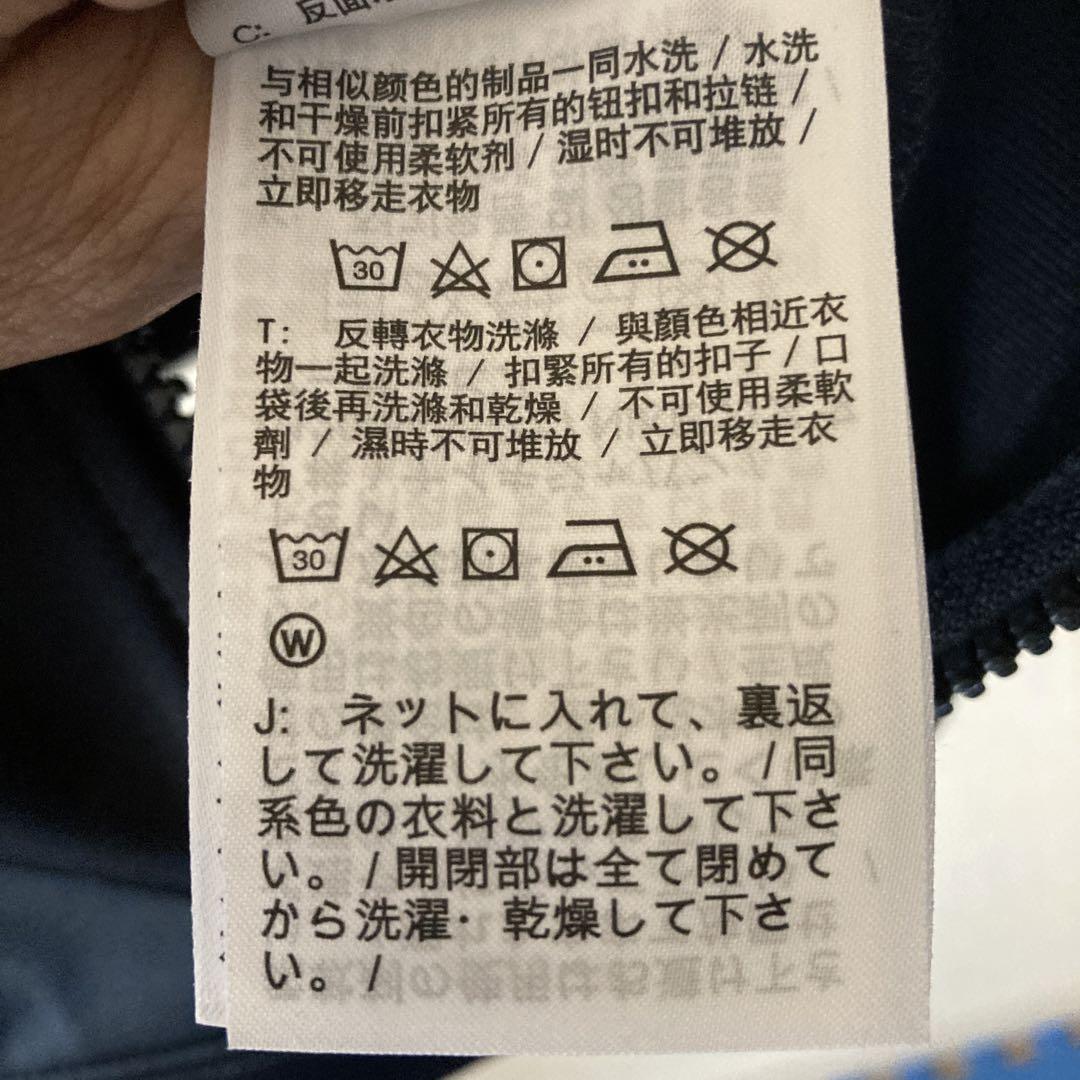 C: 反面
与相似颜色的制品一同水洗 / 水洗
和干燥前扣紧所有的钮扣和拉链 /
不可使用柔软剂 / 湿时不可堆放 /
立即移走衣物
30
T: 反轉衣物洗滌 / 與顏色相近衣
物一起洗滌 / 扣緊所有的扣子 / 口
袋後再洗滌和乾燥 / 不可使用柔軟
劑 / 濕時不可堆放 / 立即移走衣
物
30
W
J: ネットに入れて、裏返
して洗濯して下さい。 / 同
系色の衣料と洗濯して下さ
い。 / 開閉部は全て閉めて
から洗濯・乾燥して下さ
い。 /